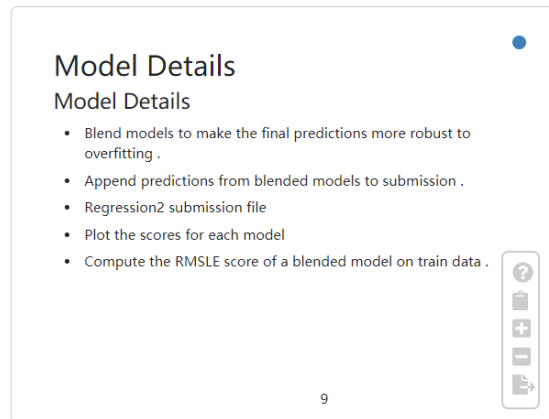 Model Details
Model Details
• Blend models to make the final predictions more robust to
overfitting .
• Append predictions from blended models to submission .
• Regression2 submission file
• Plot the scores for each model
• Compute the RMSLE score of a blended model on train data .
9